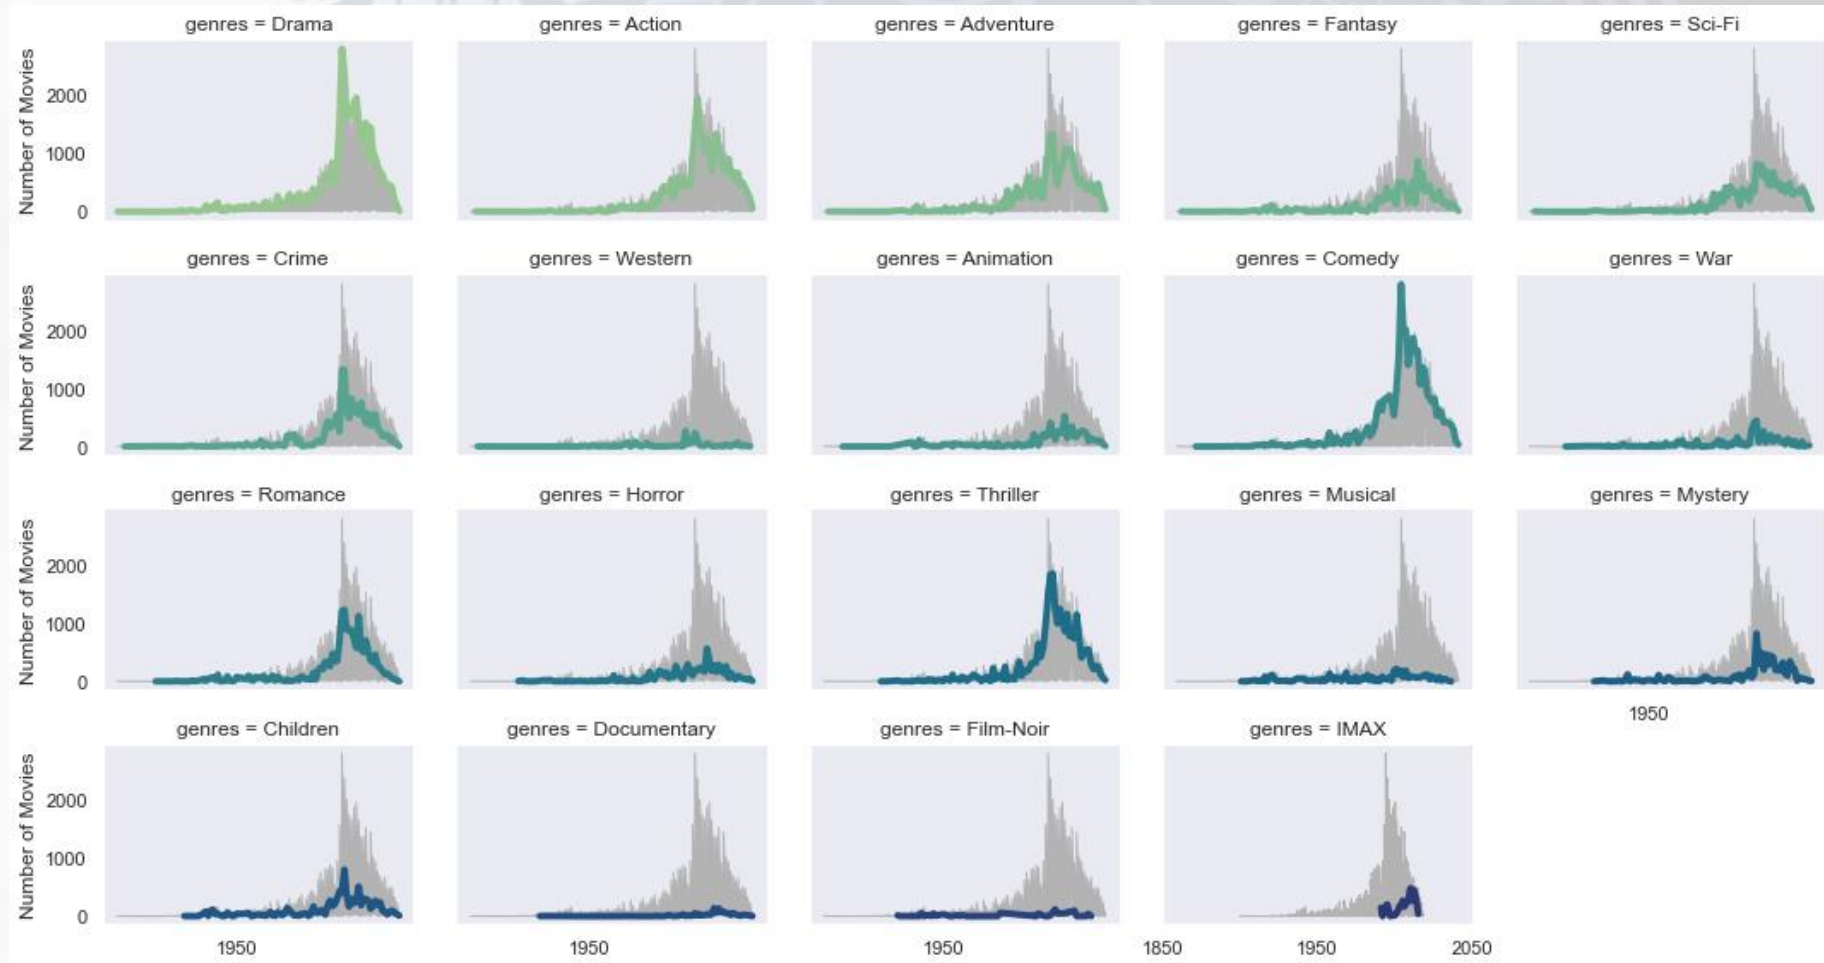 genres = Drama
genres = Action
genres = Adventure
genres = Fantasy
genres = Sci-Fi
Number of Movies
2000
1000
0
genres = Crime
genres = Western
genres = Animation
genres = Comedy
genres = War
Number of Movies
2000
1000
0
genres = Romance
genres = Horror
genres = Thriller
genres = Musical
genres = Mystery
Number of Movies
2000
1000
0
1950
genres = Children
genres = Documentary
genres = Film-Noir
genres = IMAX
Number of Movies
2000
1000
0
1950
1950
1950
1850
1950
2050